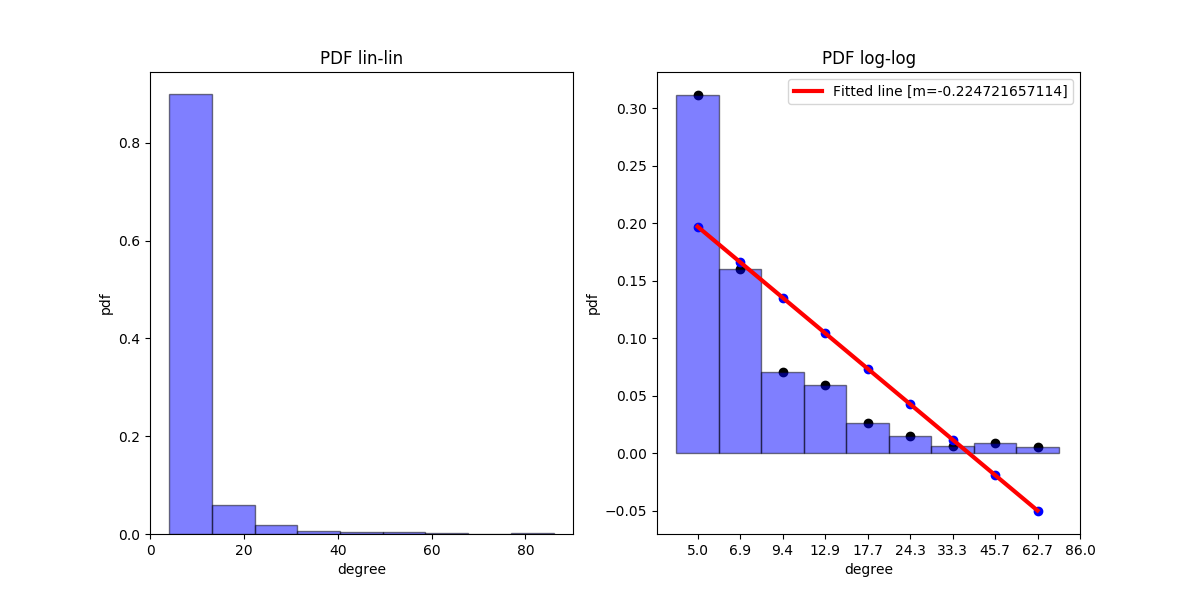 PDF lin-lin
pdf
0.8
0.6
0.4
0.2
0.0
0 20 40 60 80
degree
PDF log-log
Fitted line [m=-0.224721657114]
pdf
0.30
0.25
0.20
0.15
0.10
0.05
0.00
−0.05
5.0 6.9 9.4 12.9 17.7 24.3 33.3 45.7 62.7 86.0
degree